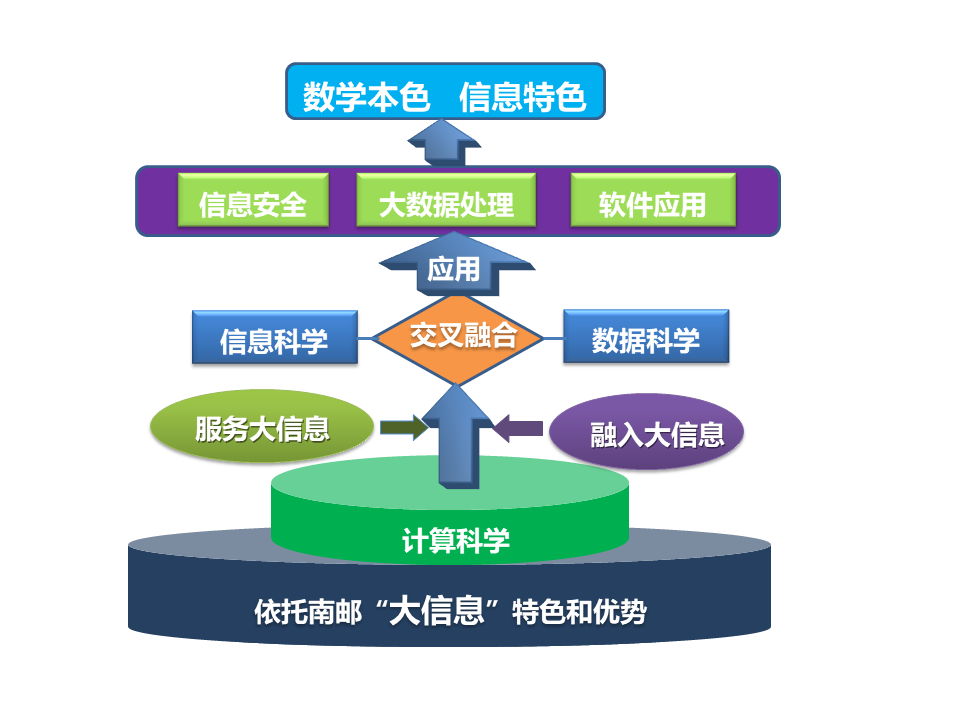 数学本色 信息特色
信息安全
大数据处理
软件应用
应用
信息科学
交叉融合
数据科学
服务大信息
融入大信息
计算科学
依托南邮“大信息”特色和优势